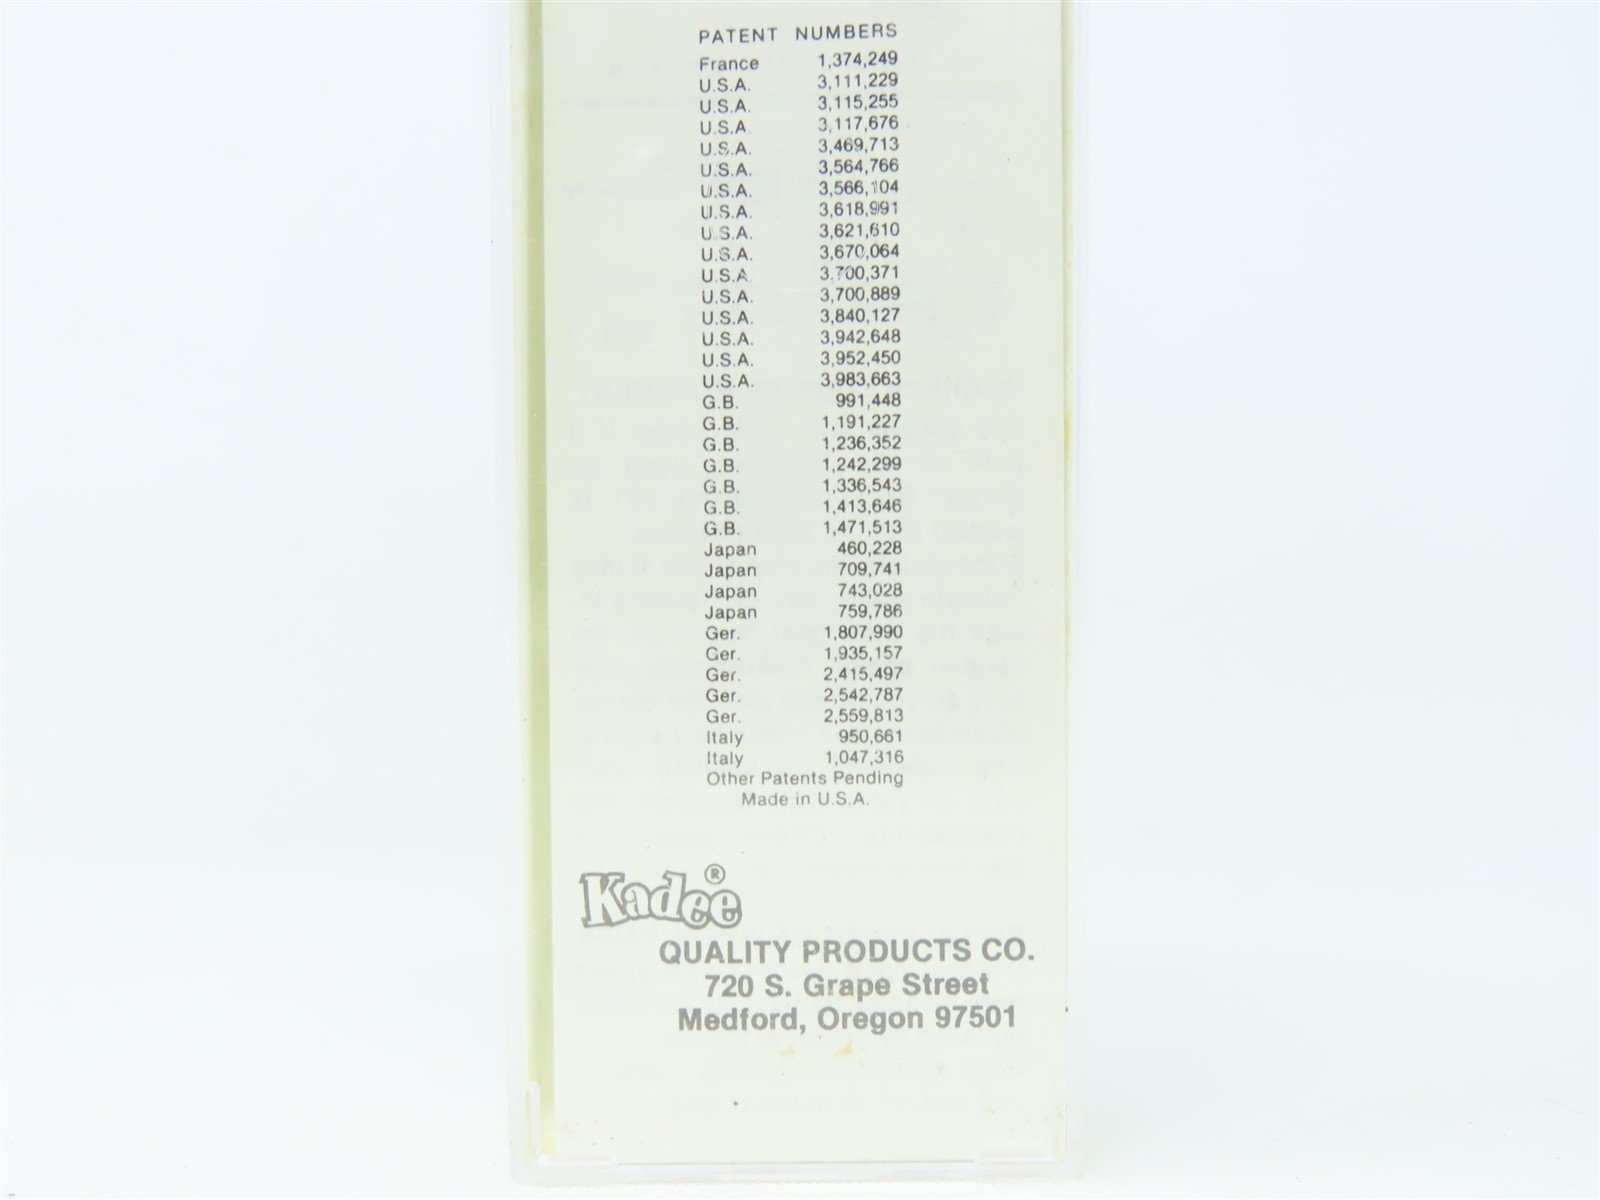 PATENT NUMBERS
France 1,374,249
U.S.A. 3,111,229
U.S.A. 3,115,255
U.S.A. 3,117,676
U.S.A. 3,469,713
U.S.A. 3,564,766
U.S.A. 3,566,104
U.S.A. 3,618,991
U.S.A. 3,621,610
U.S.A. 3,670,064
U.S.A. 3,700,371
U.S.A. 3,700,889
U.S.A. 3,840,127
U.S.A. 3,942,648
U.S.A. 3,952,450
U.S.A. 3,983,663
G.B. 991,448
G.B. 1,191,227
G.B. 1,236,352
G.B. 1,242,299
G.B. 1,336,543
G.B. 1,413,646
G.B. 1,471,513
Japan 460,228
Japan 709,741
Japan 743,028
Japan 759,786
Ger. 1,807,990
Ger. 1,935,157
Ger. 2,415,497
Ger. 2,542,787
Ger. 2,559,813
Italy 950,661
Italy 1,047,316
Other Patents Pending
Made in U.S.A.
Kadee®
QUALITY PRODUCTS CO.
720 S. Grape Street
Medford, Oregon 97501